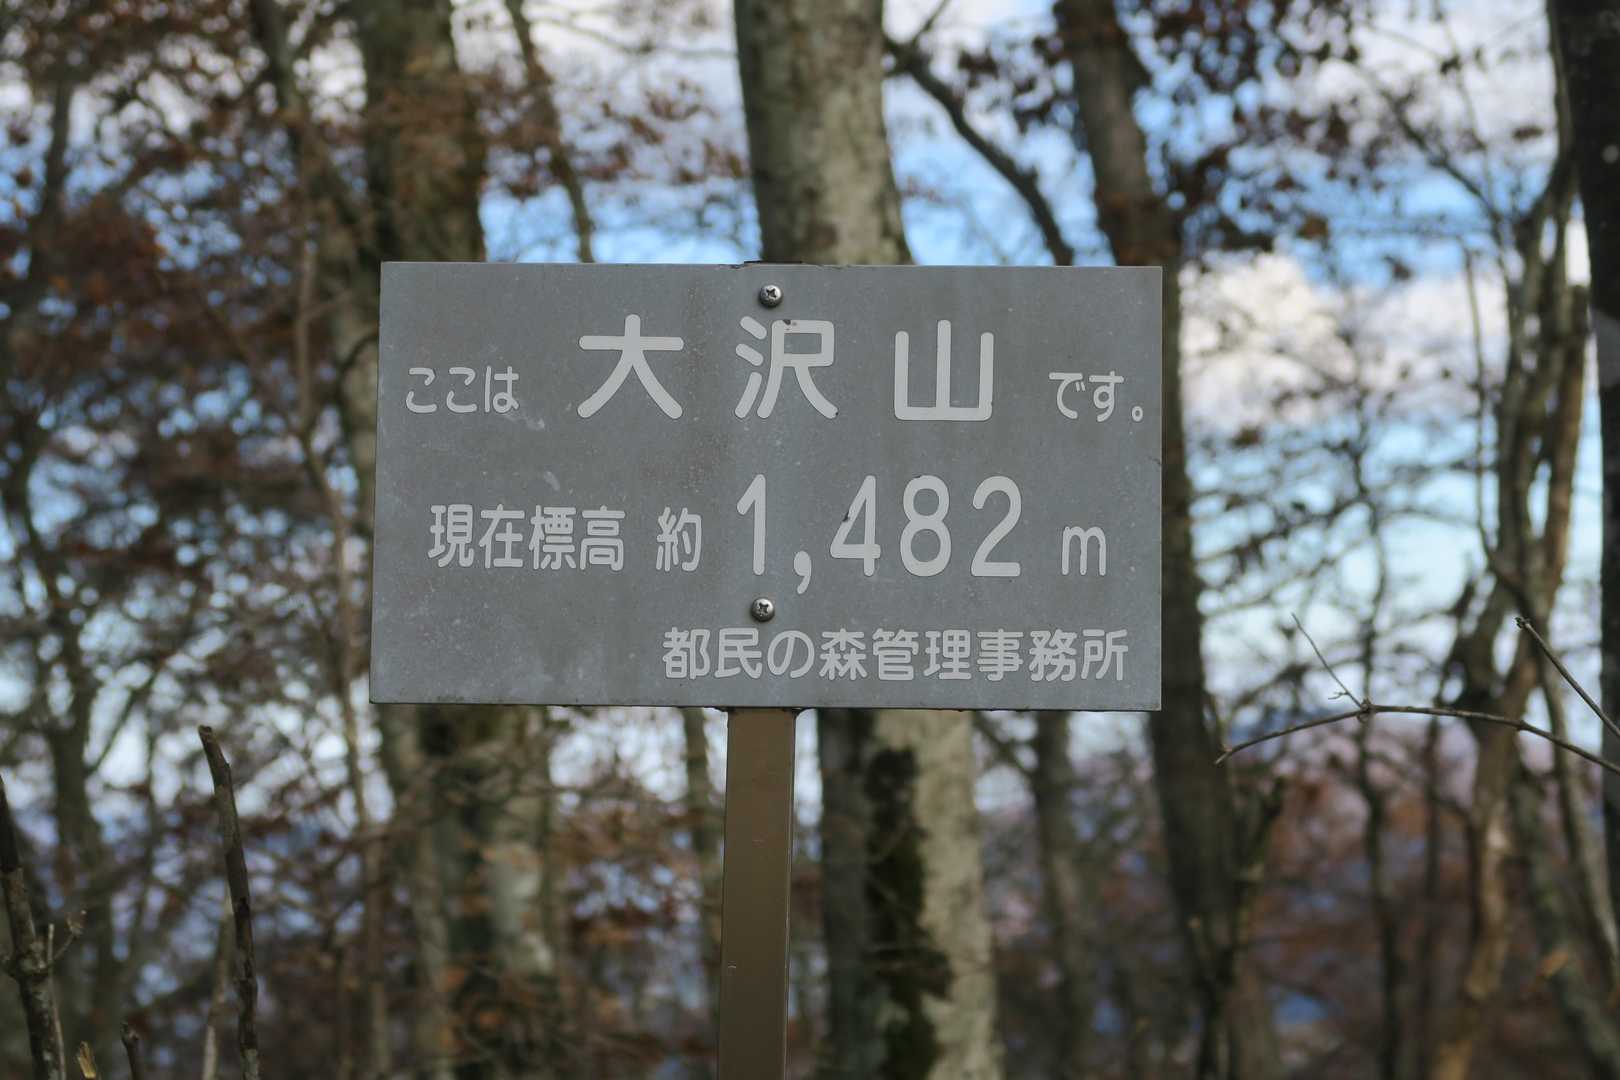 ここは 大沢山 です。
現在標高 約 1,482 m
都民の森管理事務所